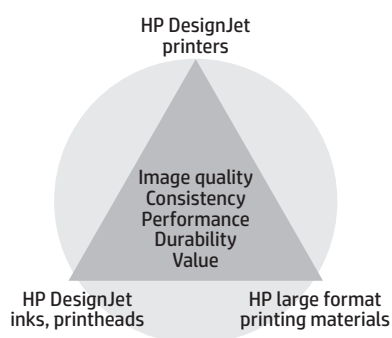 HP DesignJet
printers
Image quality
Consistency
Performance
Durability
Value
HP DesignJet
inks, printheads
HP large format
printing materials